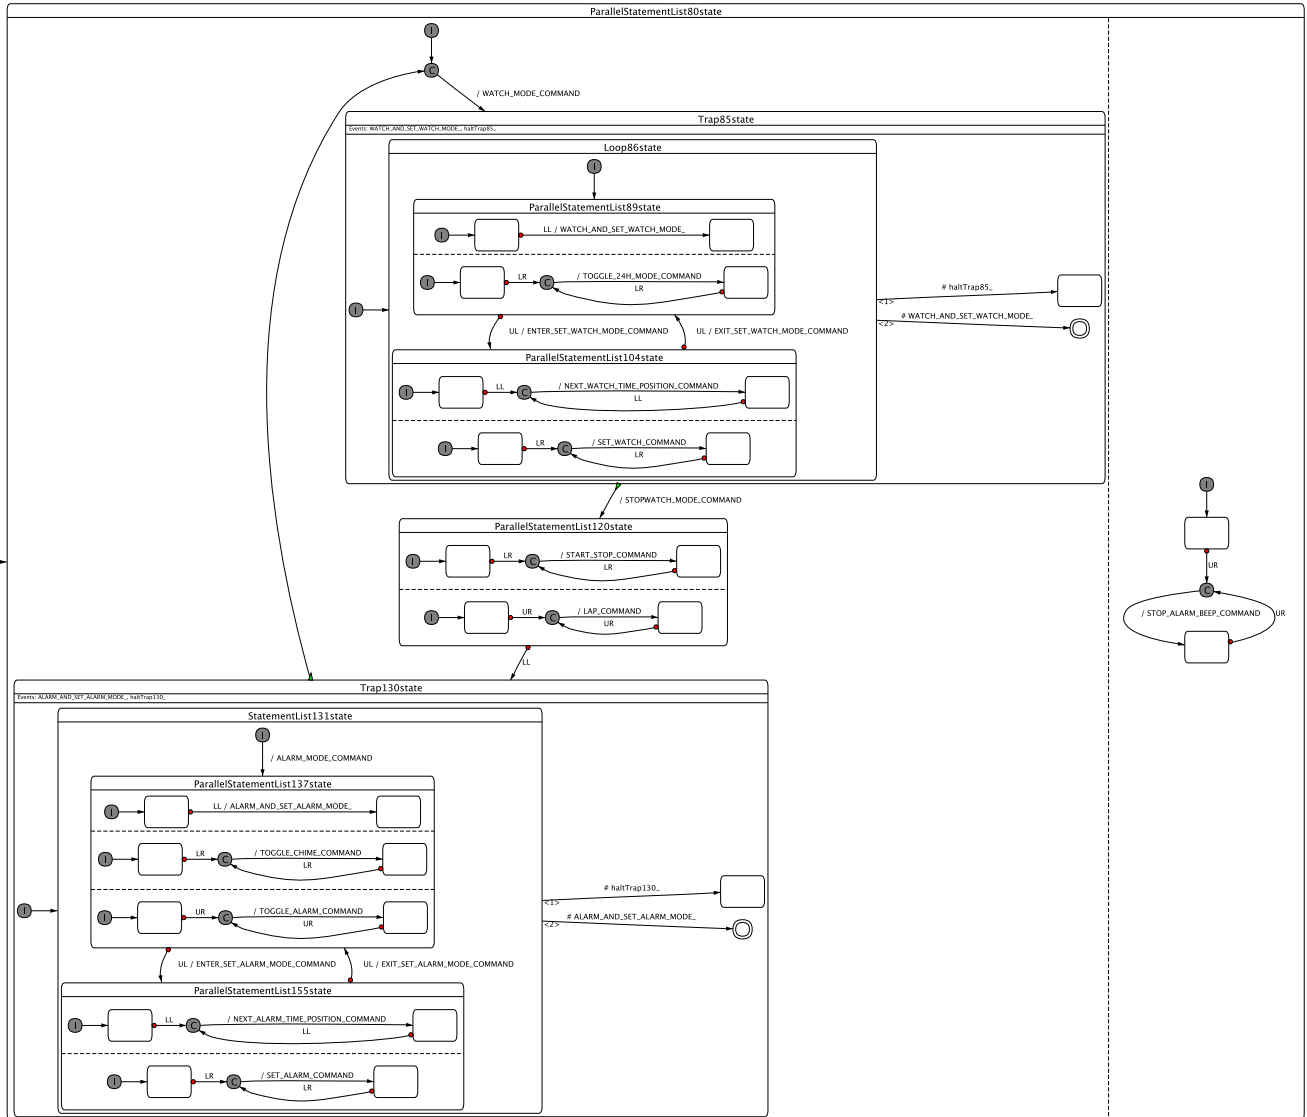 ParallelStatementList80state
I
C
/ WATCH_MODE_COMMAND
Trap85state
Events: WATCH_AND_SET_WATCH_MODE_, haltTrap85_
Loop86state
I
ParallelStatementList89state
I
LL / WATCH_AND_SET_WATCH_MODE_
I
LR
C
/ TOGGLE_24H_MODE_COMMAND
LR
I
# haltTrap85_
<1>
# WATCH_AND_SET_WATCH_MODE_
<2>
UL / ENTER_SET_WATCH_MODE_COMMAND
UL / EXIT_SET_WATCH_MODE_COMMAND
ParallelStatementList104state
I
LL
C
/ NEXT_WATCH_TIME_POSITION_COMMAND
LL
I
LR
C
/ SET_WATCH_COMMAND
LR
/ STOPWATCH_MODE_COMMAND
ParallelStatementList120state
I
LR
C
/ START_STOP_COMMAND
LR
I
UR
C
/ LAP_COMMAND
UR
LL
I
UR
C
/ STOP_ALARM_BEEP_COMMAND
UR
Trap130state
Events: ALARM_AND_SET_ALARM_MODE_, haltTrap130_
StatementList131state
I
/ ALARM_MODE_COMMAND
ParallelStatementList137state
I
LL / ALARM_AND_SET_ALARM_MODE_
I
LR
C
/ TOGGLE_CHIME_COMMAND
LR
I
UR
C
/ TOGGLE_ALARM_COMMAND
UR
I
# haltTrap130_
<1>
# ALARM_AND_SET_ALARM_MODE_
<2>
UL / ENTER_SET_ALARM_MODE_COMMAND
UL / EXIT_SET_ALARM_MODE_COMMAND
ParallelStatementList155state
I
LL
C
/ NEXT_ALARM_TIME_POSITION_COMMAND
LL
I
LR
C
/ SET_ALARM_COMMAND
LR